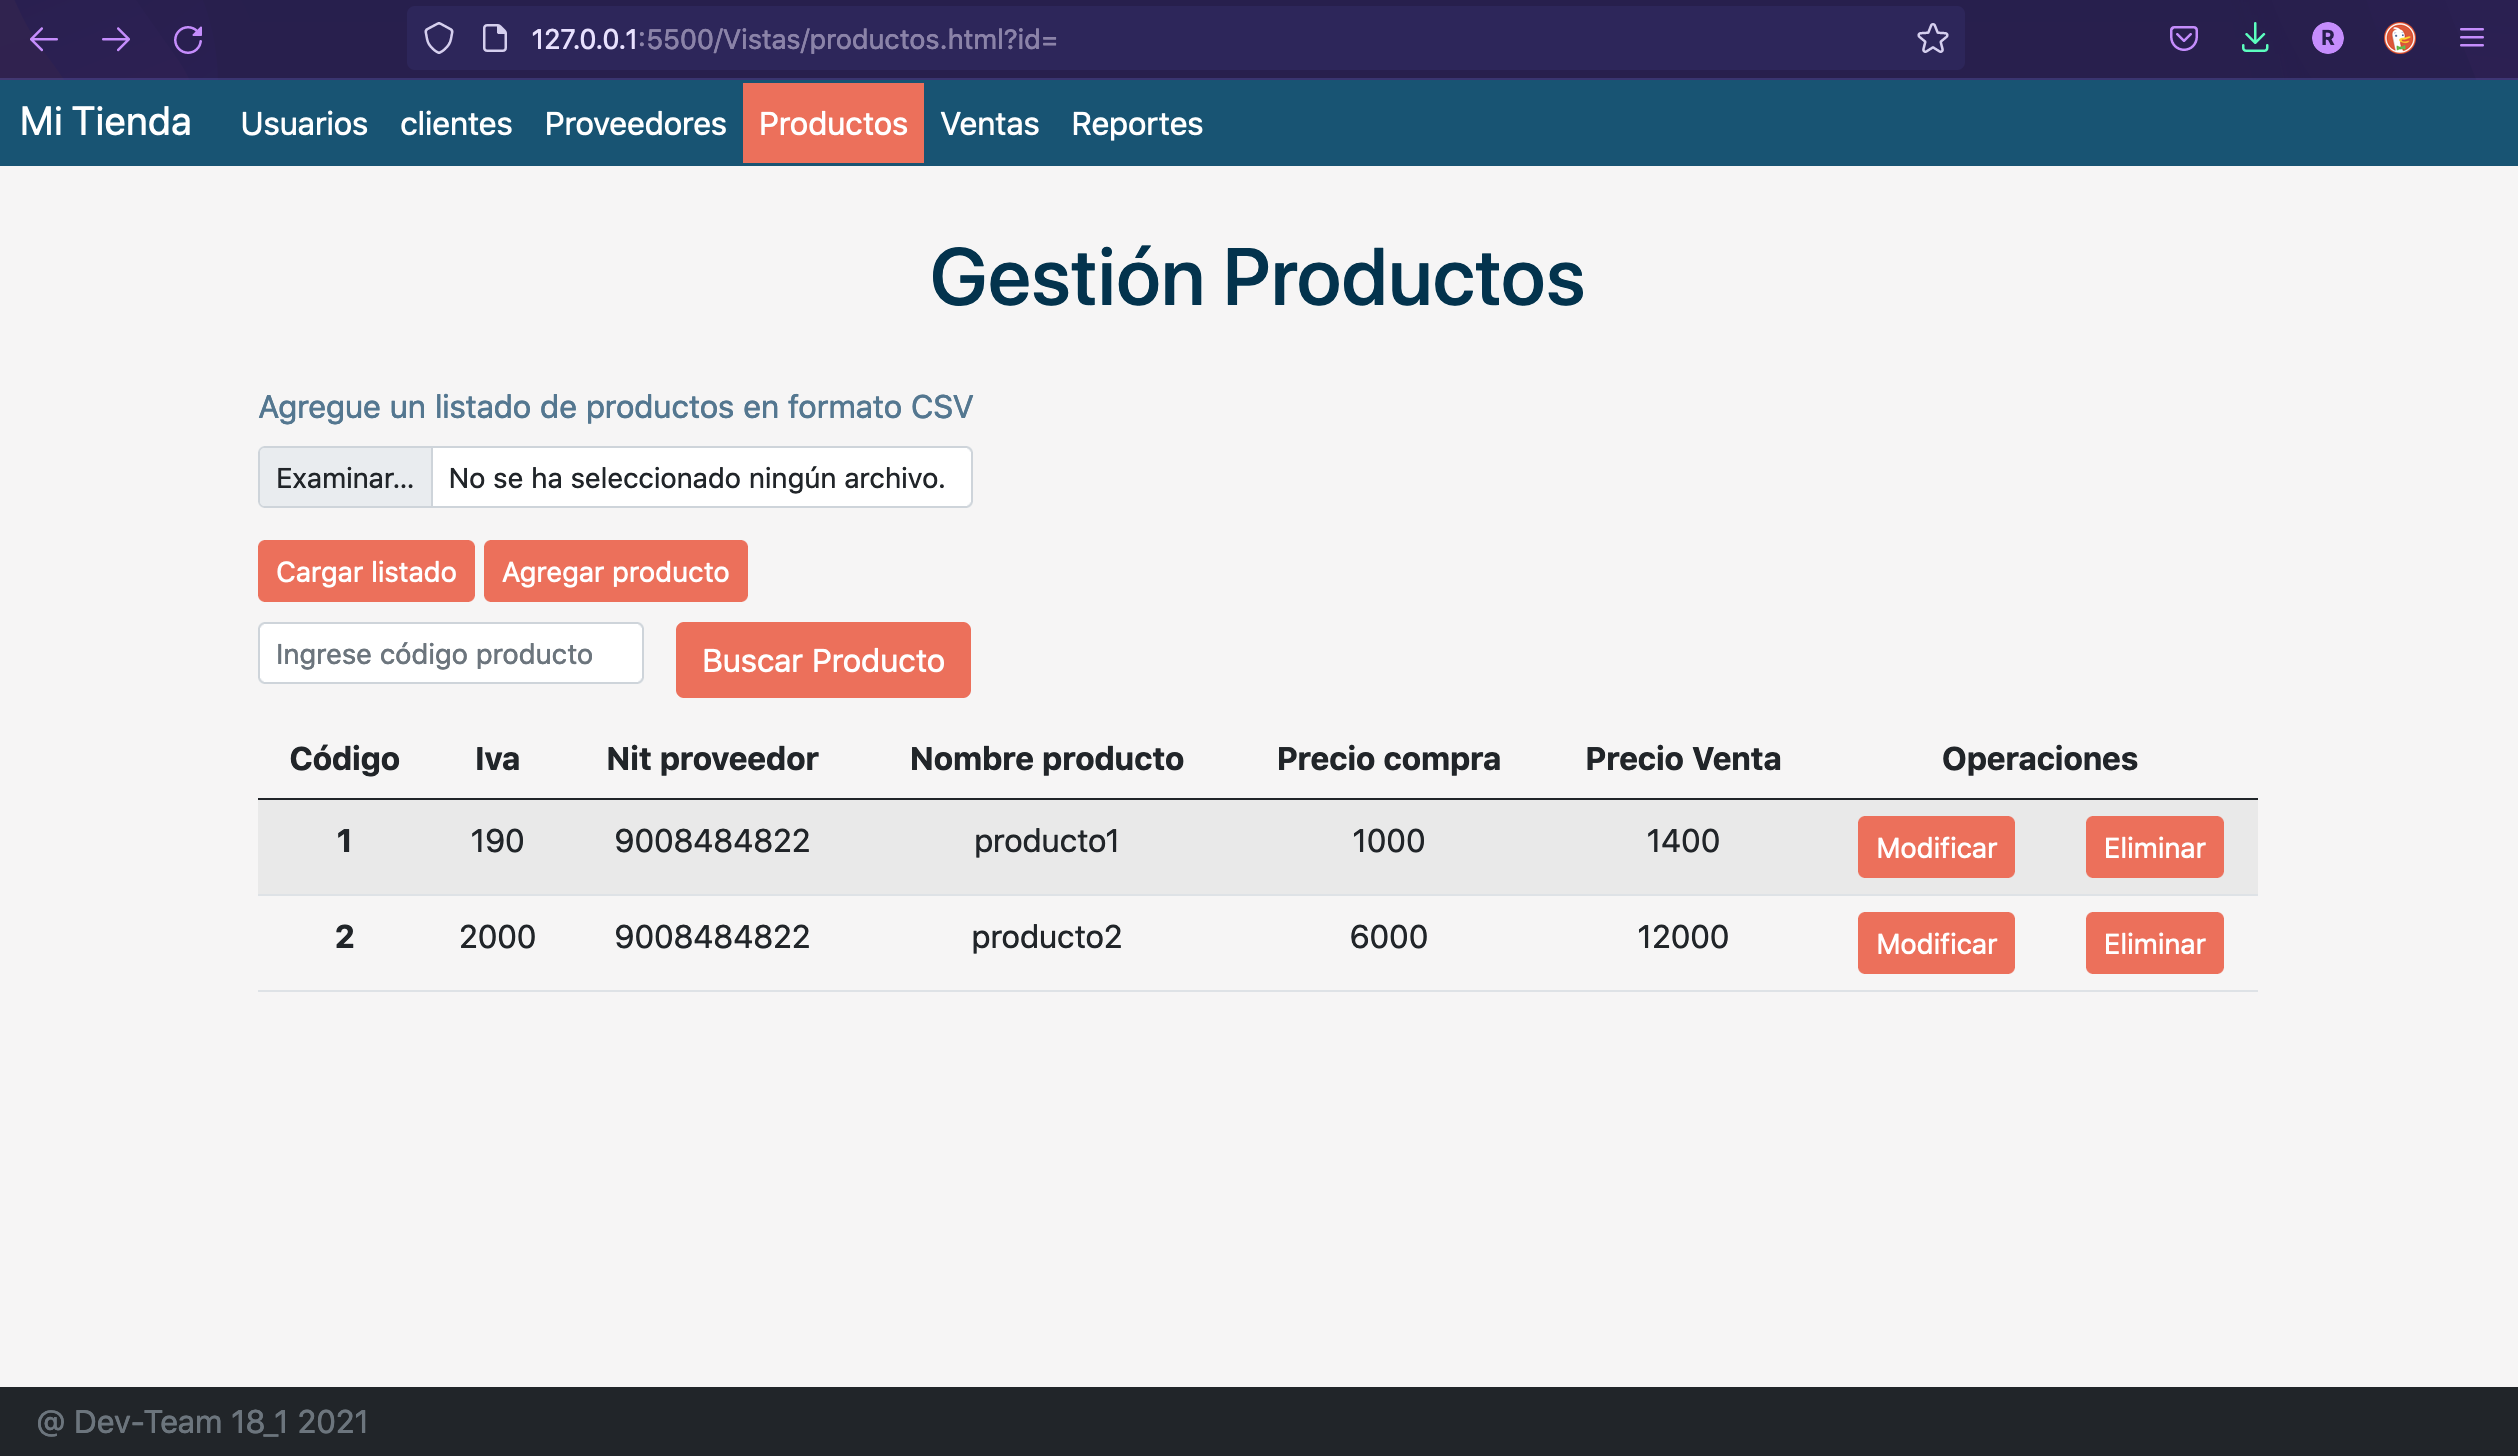 127.0.0.1:5500/Vistas/productos.html?id=
R
Mi Tienda Usuarios clientes Proveedores Productos Ventas Reportes
Gestión Productos
Agregue un listado de productos en formato CSV
Examinar... No se ha seleccionado ningún archivo.
Cargar listado Agregar producto
Ingrese código producto Buscar Producto
Código Iva Nit proveedor Nombre producto Precio compra Precio Venta Operaciones
1 190 9008484822 producto1 1000 1400 Modificar Eliminar
2 2000 9008484822 producto2 6000 12000 Modificar Eliminar
@ Dev-Team 18_1 2021